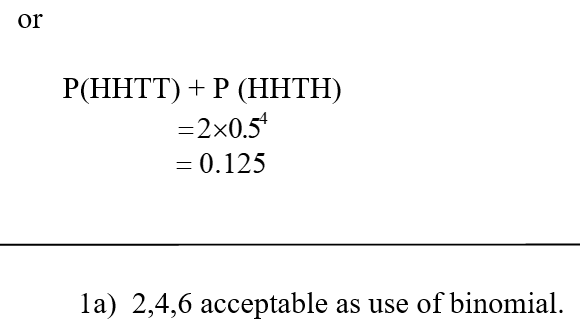 or
P(HHTT) + P (HHTH)
=2×0.5⁴
= 0.125
1a) 2,4,6 acceptable as use of binomial.